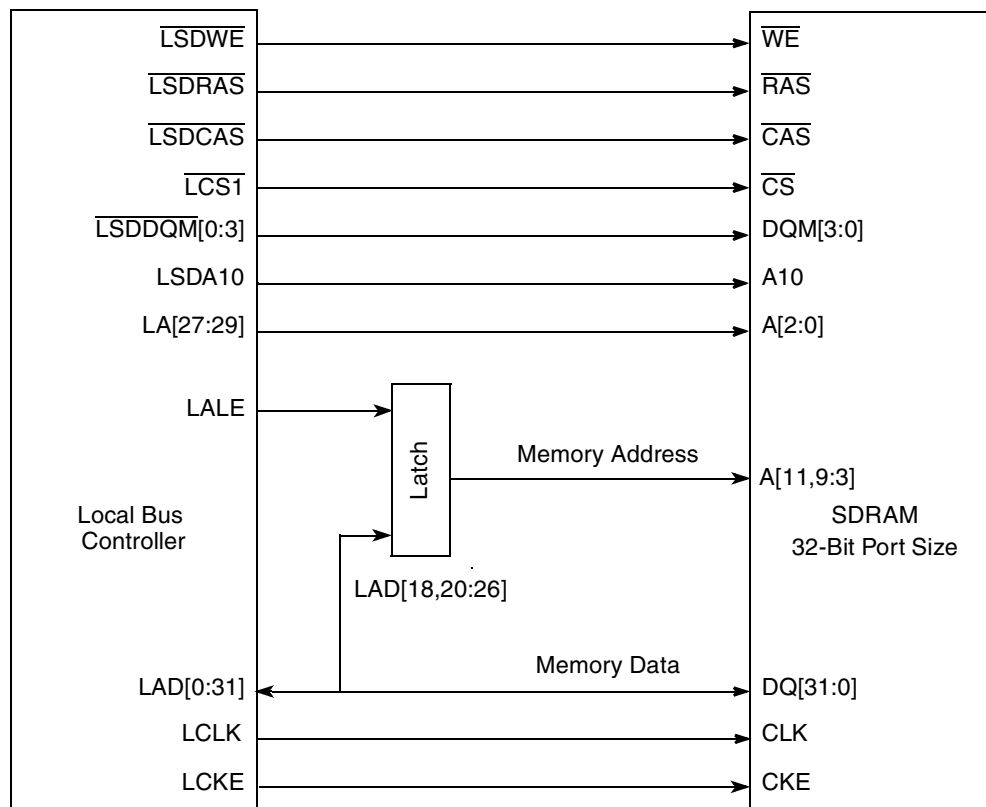 LSDWE WE
LSDRAS RAS
LSDCAS CAS
LCS1 CS
LSDDQM[0:3] DQM[3:0]
LSDA10 A10
LA[27:29] A[2:0]
LALE
Latch
Memory Address
A[11,9:3]
Local Bus
Controller
SDRAM
32-Bit Port Size
LAD[18,20:26]
Memory Data
LAD[0:31] DQ[31:0]
LCLK CLK
LCKE CKE